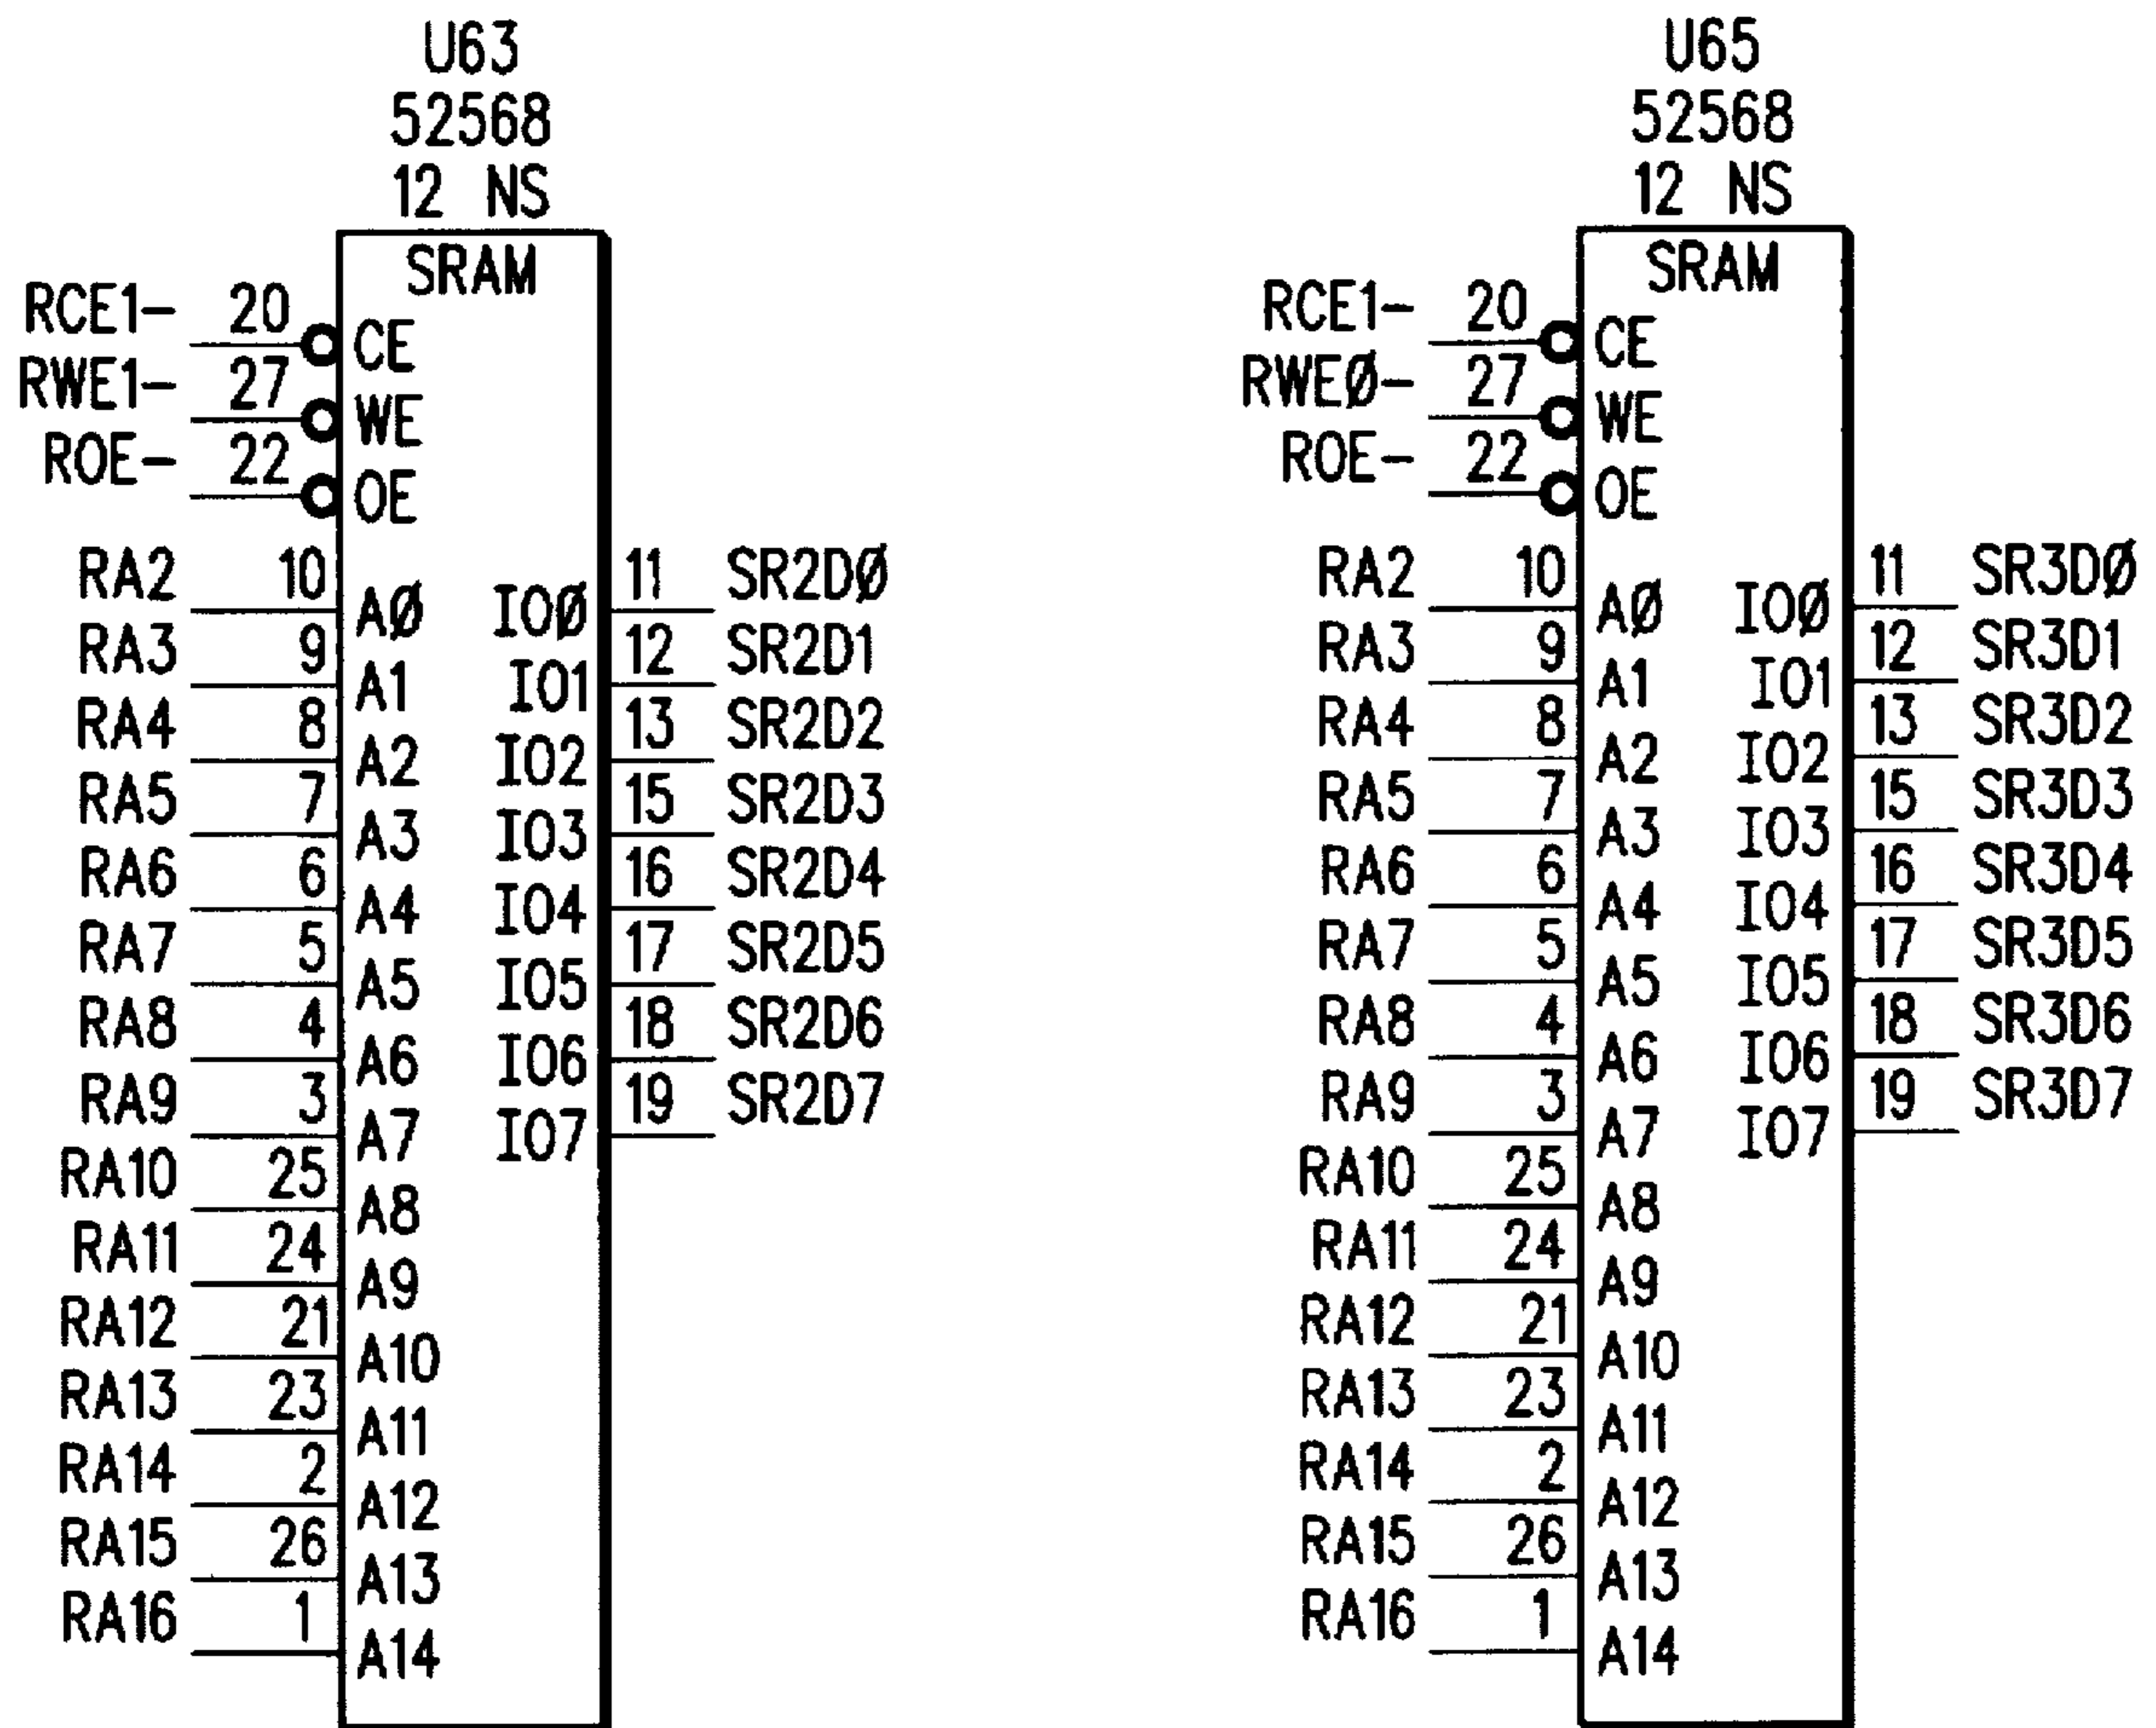 U63
52568
12 NS
SRAM
RCE1- 20 CE
RWE1- 27 WE
ROE- 22 OE
RA2 10 A0 IO0 11 SR2D0
RA3 9 A1 IO1 12 SR2D1
RA4 8 A2 IO2 13 SR2D2
RA5 7 A3 IO3 15 SR2D3
RA6 6 A4 IO4 16 SR2D4
RA7 5 A5 IO5 17 SR2D5
RA8 4 A6 IO6 18 SR2D6
RA9 3 A7 IO7 19 SR2D7
RA10 25 A8
RA11 24 A9
RA12 21 A10
RA13 23 A11
RA14 2 A12
RA15 26 A13
RA16 1 A14
U65
52568
12 NS
SRAM
RCE1- 20 CE
RWE0- 27 WE
ROE- 22 OE
RA2 10 A0 IO0 11 SR3D0
RA3 9 A1 IO1 12 SR3D1
RA4 8 A2 IO2 13 SR3D2
RA5 7 A3 IO3 15 SR3D3
RA6 6 A4 IO4 16 SR3D4
RA7 5 A5 IO5 17 SR3D5
RA8 4 A6 IO6 18 SR3D6
RA9 3 A7 IO7 19 SR3D7
RA10 25 A8
RA11 24 A9
RA12 21 A10
RA13 23 A11
RA14 2 A12
RA15 26 A13
RA16 1 A14